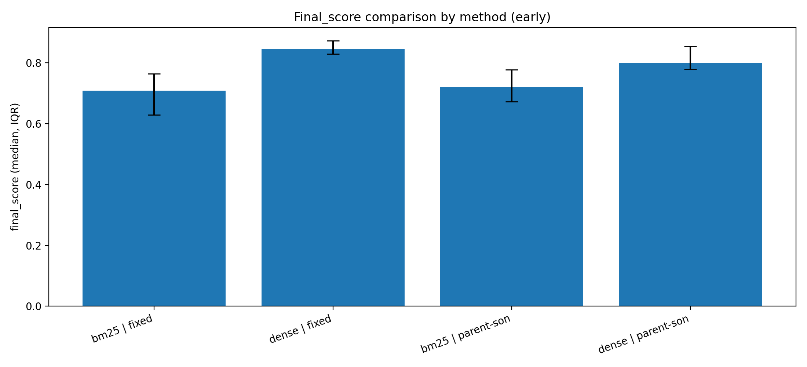 Final_score comparison by method (early)
final_score (median, IQR)
0.8
0.6
0.4
0.2
0.0
bm25 | fixed
dense | fixed
bm25 | parent-son
dense | parent-son